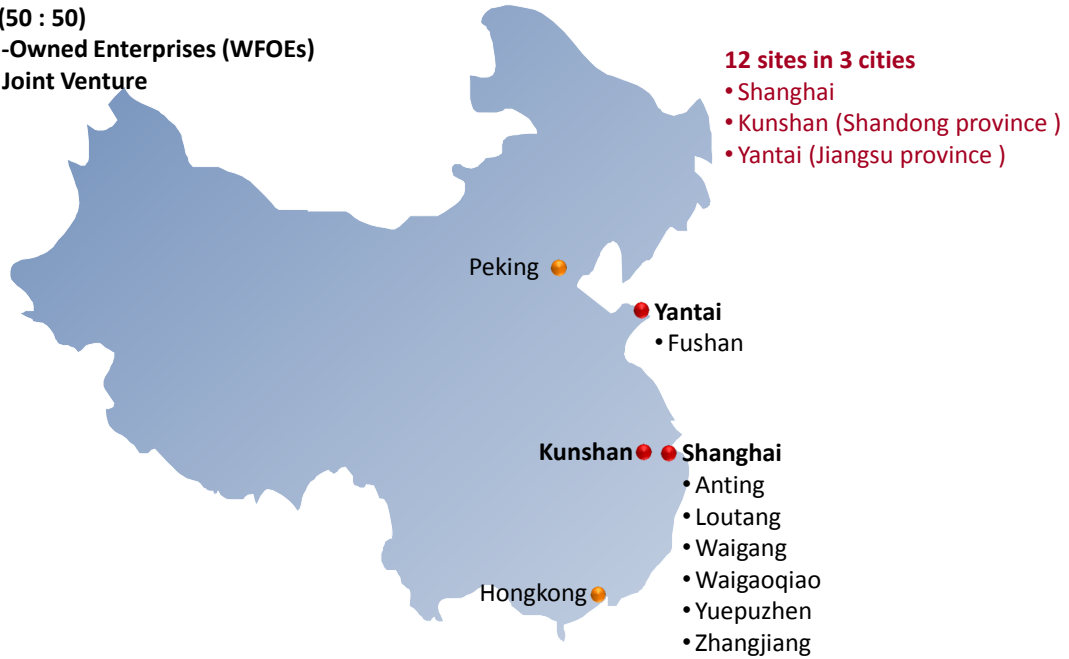 (50 : 50)
-Owned Enterprises (WFOEs)
Joint Venture
12 sites in 3 cities
• Shanghai
• Kunshan (Shandong province )
• Yantai (Jiangsu province )
Peking
Yantai
• Fushan
Kunshan
Shanghai
• Anting
• Loutang
• Waigang
• Waigaoqiao
• Yuepuzhen
• Zhangjiang
Hongkong